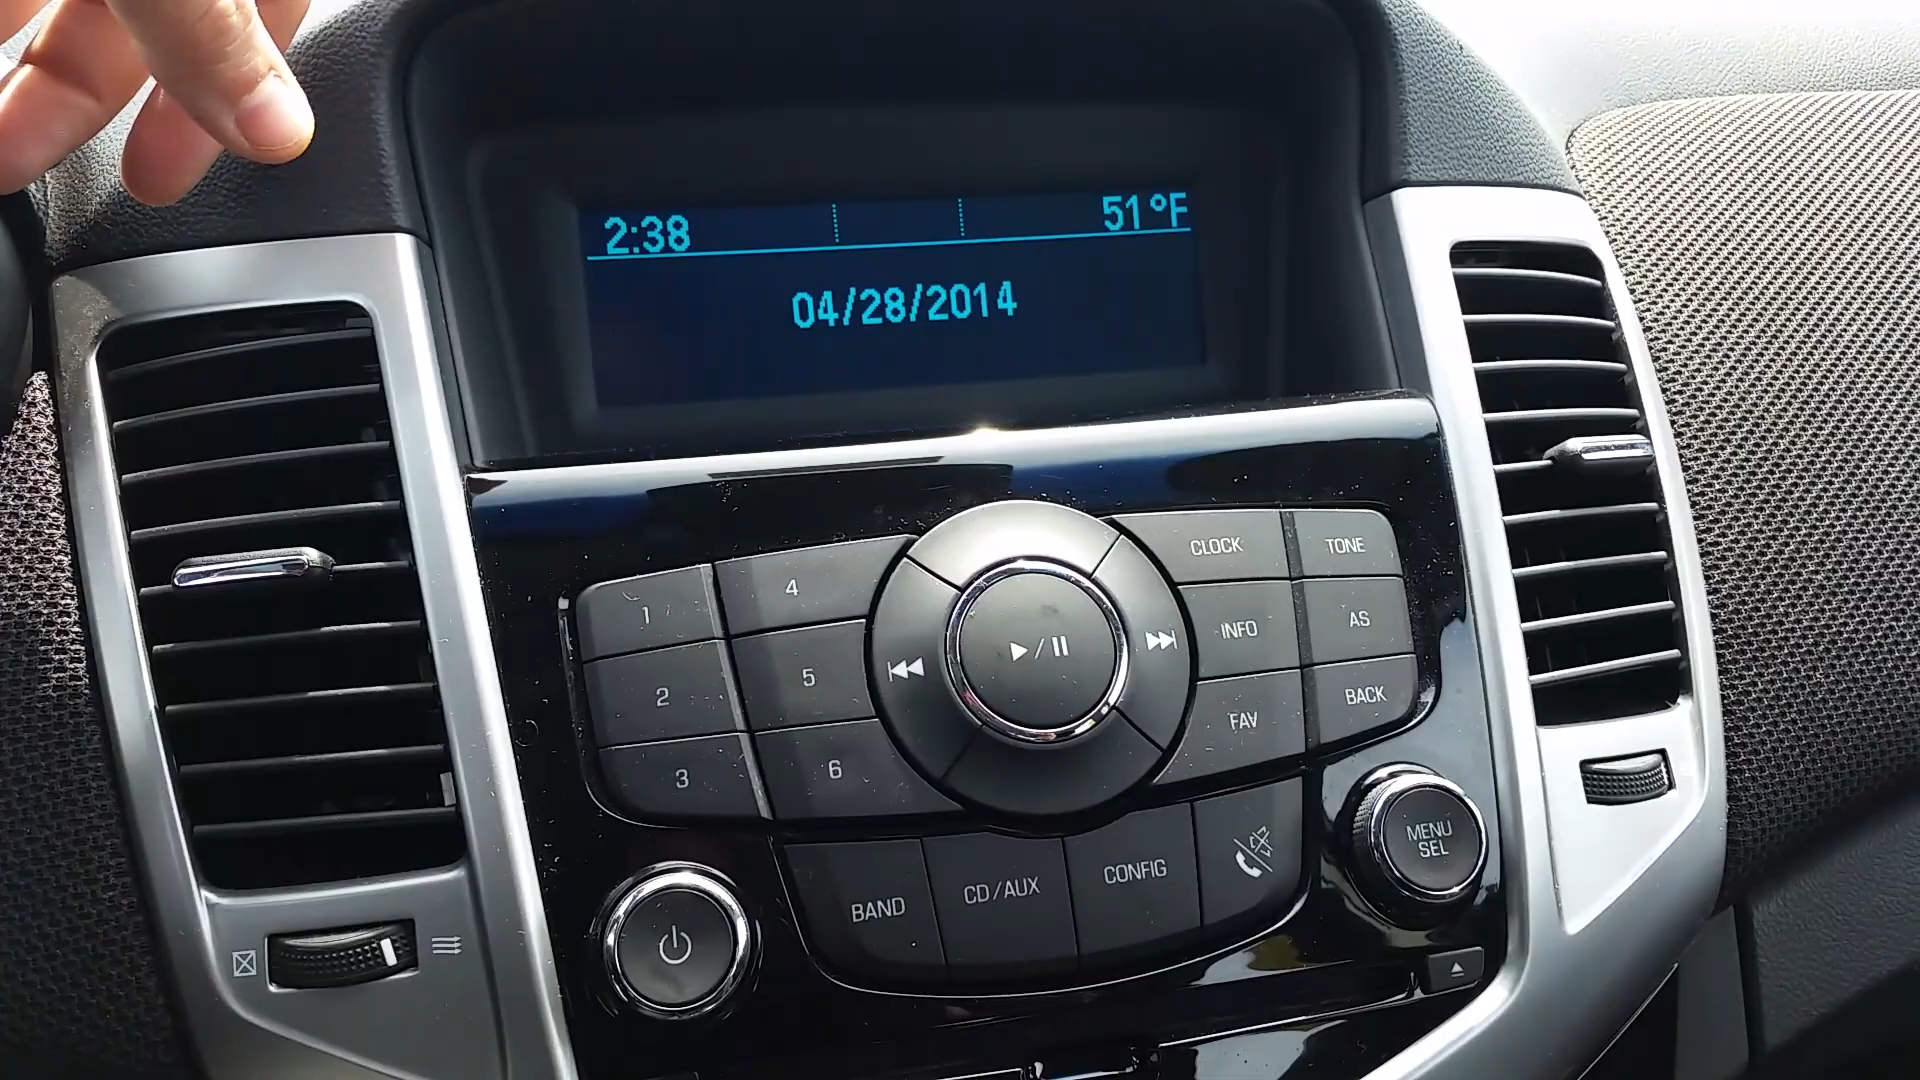 2:38
51°F
04/28/2014
1
4
CLOCK
TONE
2
5
INFO
AS
3
6
FAV
BACK
BAND
CD/AUX
CONFIG
MENU
SEL